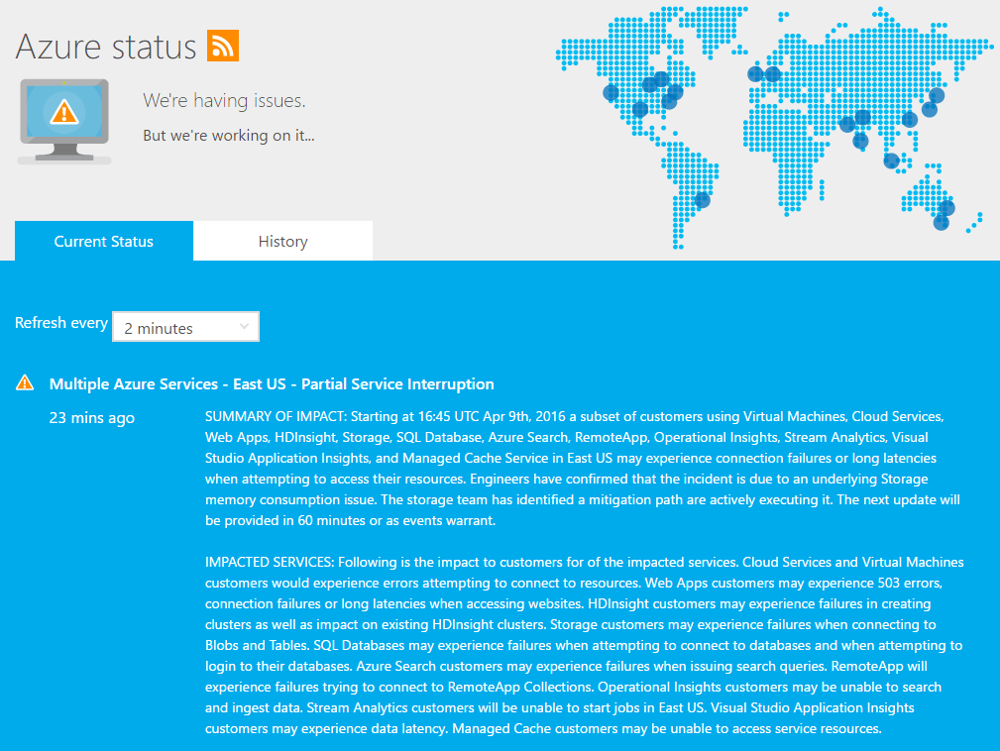 Azure status
We're having issues.
But we're working on it...
Current Status
History
Refresh every
2 minutes
Multiple Azure Services - East US - Partial Service Interruption
23 mins ago
SUMMARY OF IMPACT: Starting at 16:45 UTC Apr 9th, 2016 a subset of customers using Virtual Machines, Cloud Services,
Web Apps, HDInsight, Storage, SQL Database, Azure Search, RemoteApp, Operational Insights, Stream Analytics, Visual
Studio Application Insights, and Managed Cache Service in East US may experience connection failures or long latencies
when attempting to access their resources. Engineers have confirmed that the incident is due to an underlying Storage
memory consumption issue. The storage team has identified a mitigation path are actively executing it. The next update will
be provided in 60 minutes or as events warrant.
IMPACTED SERVICES: Following is the impact to customers for of the impacted services. Cloud Services and Virtual Machines
customers would experience errors attempting to connect to resources. Web Apps customers may experience 503 errors,
connection failures or long latencies when accessing websites. HDInsight customers may experience failures in creating
clusters as well as impact on existing HDInsight clusters. Storage customers may experience failures when connecting to
Blobs and Tables. SQL Databases may experience failures when attempting to connect to databases and when attempting to
login to their databases. Azure Search customers may experience failures when issuing search queries. RemoteApp will
experience failures trying to connect to RemoteApp Collections. Operational Insights customers may be unable to search
and ingest data. Stream Analytics customers will be unable to start jobs in East US. Visual Studio Application Insights
customers may experience data latency. Managed Cache customers may be unable to access service resources.